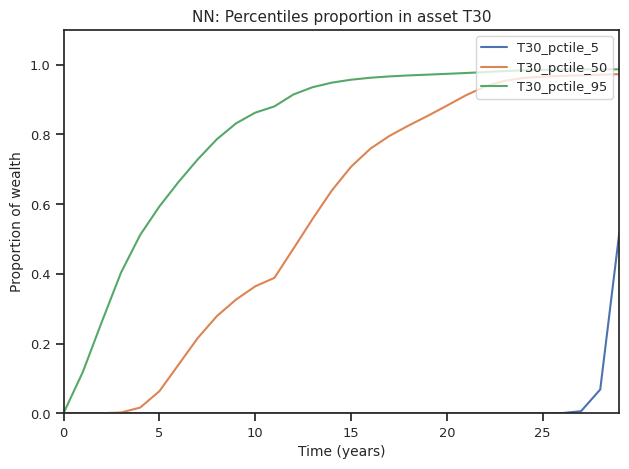 NN: Percentiles proportion in asset T30
T30_pctile_5
T30_pctile_50
T30_pctile_95
Proportion of wealth
1.0
0.8
0.6
0.4
0.2
0.0
0 5 10 15 20 25
Time (years)